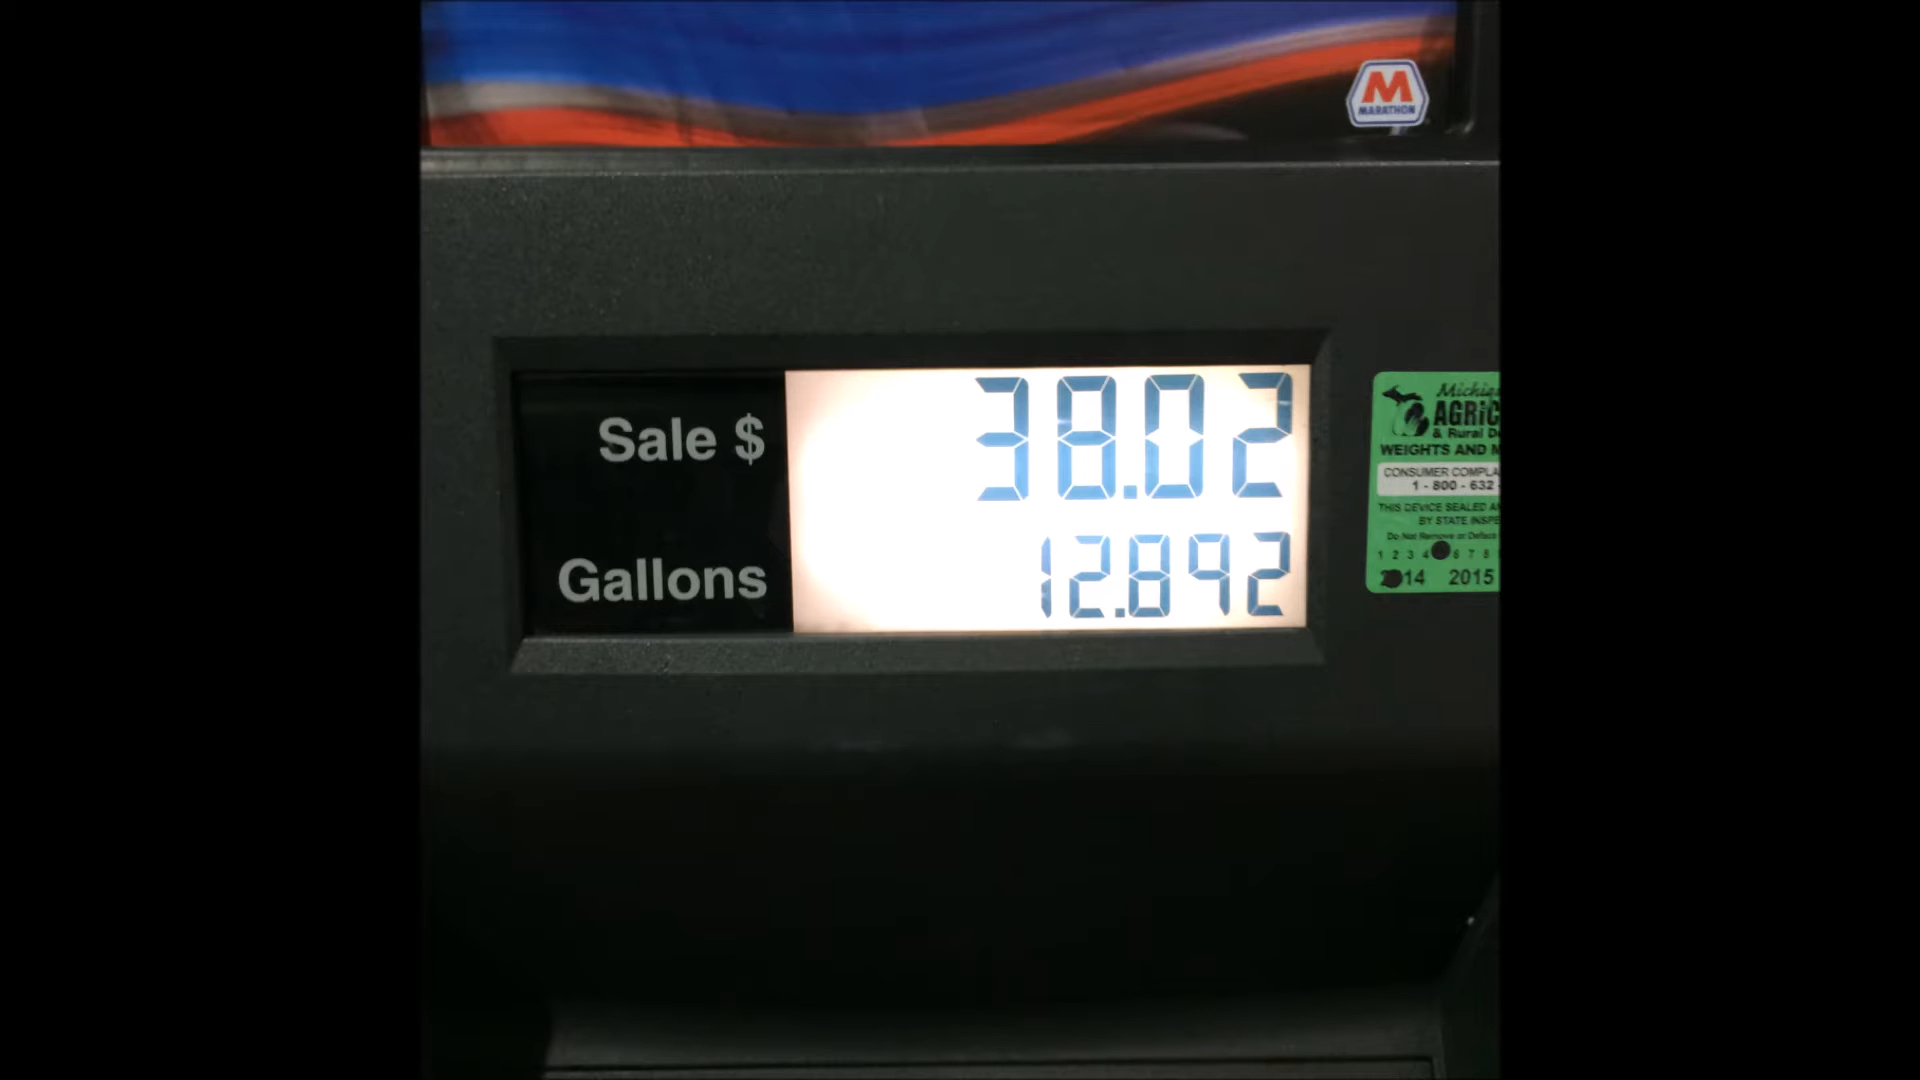 M
MARATHON
Sale $ 38.02
Gallons 12.892
AGRIC
& Rural D
WEIGHTS AND M
CONSUMER COMPLA
1 - 800 - 632 -
THIS DEVICE SEALED A
BY STATE INSPE
Do Not Remove or Deface
1 2 3 4 6 7 8
14 2015